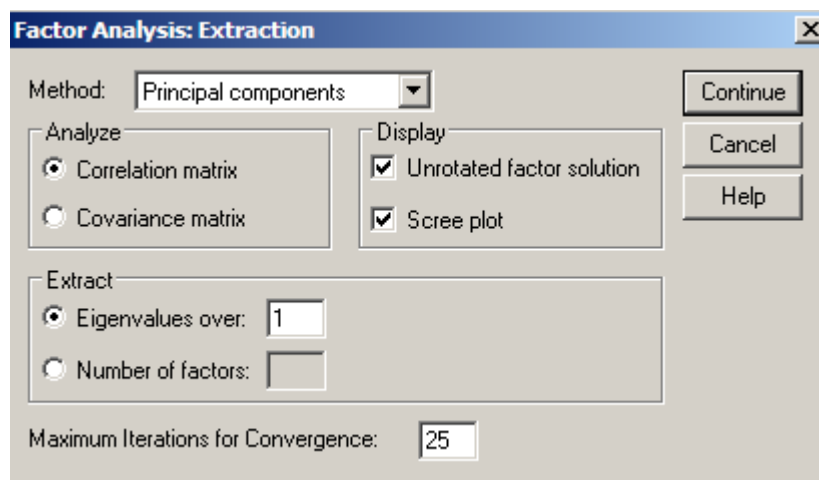 Factor Analysis: Extraction
Method: Principal components
Continue
Cancel
Help
Analyze
Correlation matrix
Covariance matrix
Display
Unrotated factor solution
Scree plot
Extract
Eigenvalues over: 1
Number of factors:
Maximum Iterations for Convergence: 25